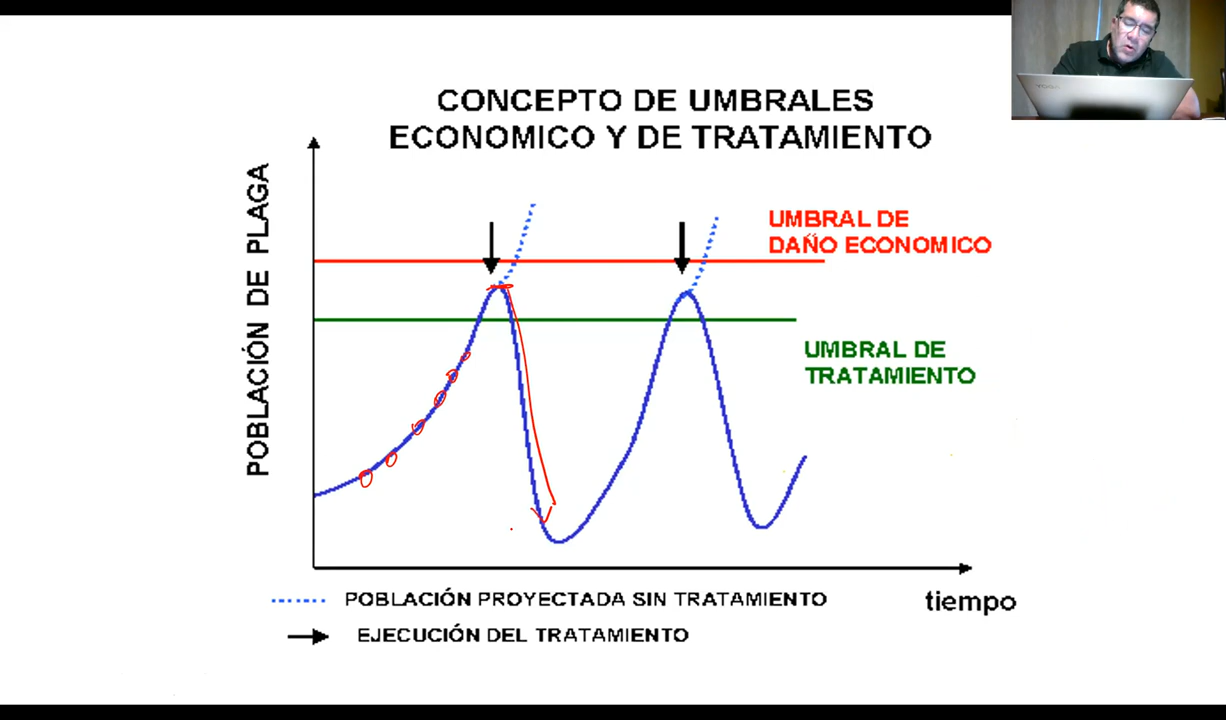 CONCEPTO DE UMBRALES
ECONOMICO Y DE TRATAMIENTO
POBLACIÓN DE PLAGA
UMBRAL DE
DAÑO ECONOMICO
UMBRAL DE
TRATAMIENTO
tiempo
POBLACIÓN PROYECTADA SIN TRATAMIENTO
EJECUCIÓN DEL TRATAMIENTO